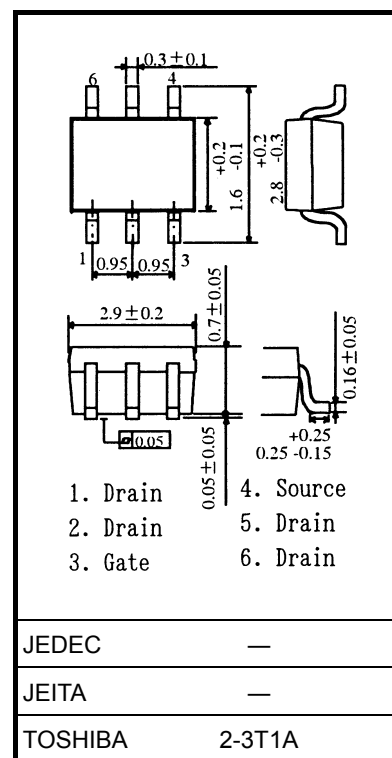 0.3±0.1
6 4
+0.2
1.6 -0.1
+0.2
2.8 -0.3
1 0.95 0.95 3
2.9±0.2
0.7±0.05
0.16±0.05
0.05
0.05±0.05
+0.25
0.25 -0.15
1. Drain
2. Drain
3. Gate
4. Source
5. Drain
6. Drain
JEDEC —
JEITA —
TOSHIBA 2-3T1A